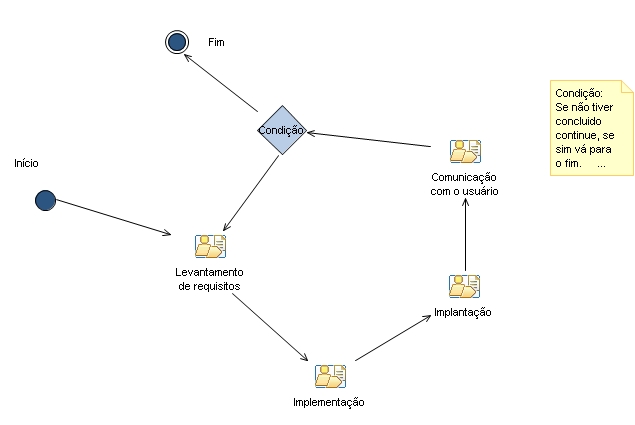 Fim
Condição:
Se não tiver
concluido
continue, se
sim vá para
o fim. ...
Condição
Início
Comunicação
com o usuário
Levantamento
de requisitos
Implantação
Implementação